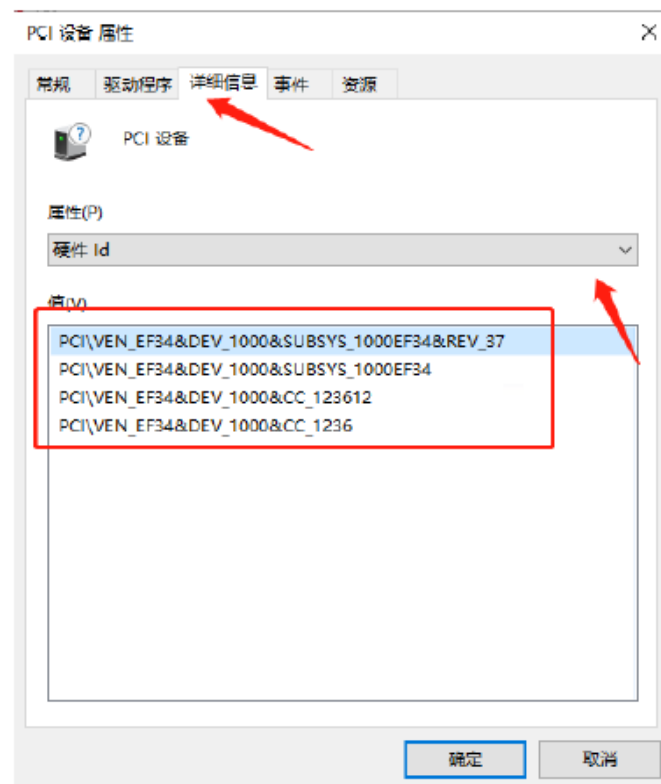 PCI 设备 属性
常规 驱动程序 详细信息 事件 资源
PCI 设备
属性(P)
硬件 Id
值(V)
PCI\VEN_EF34&DEV_1000&SUBSYS_1000EF34&REV_37
PCI\VEN_EF34&DEV_1000&SUBSYS_1000EF34
PCI\VEN_EF34&DEV_1000&CC_123612
PCI\VEN_EF34&DEV_1000&CC_1236
确定 取消